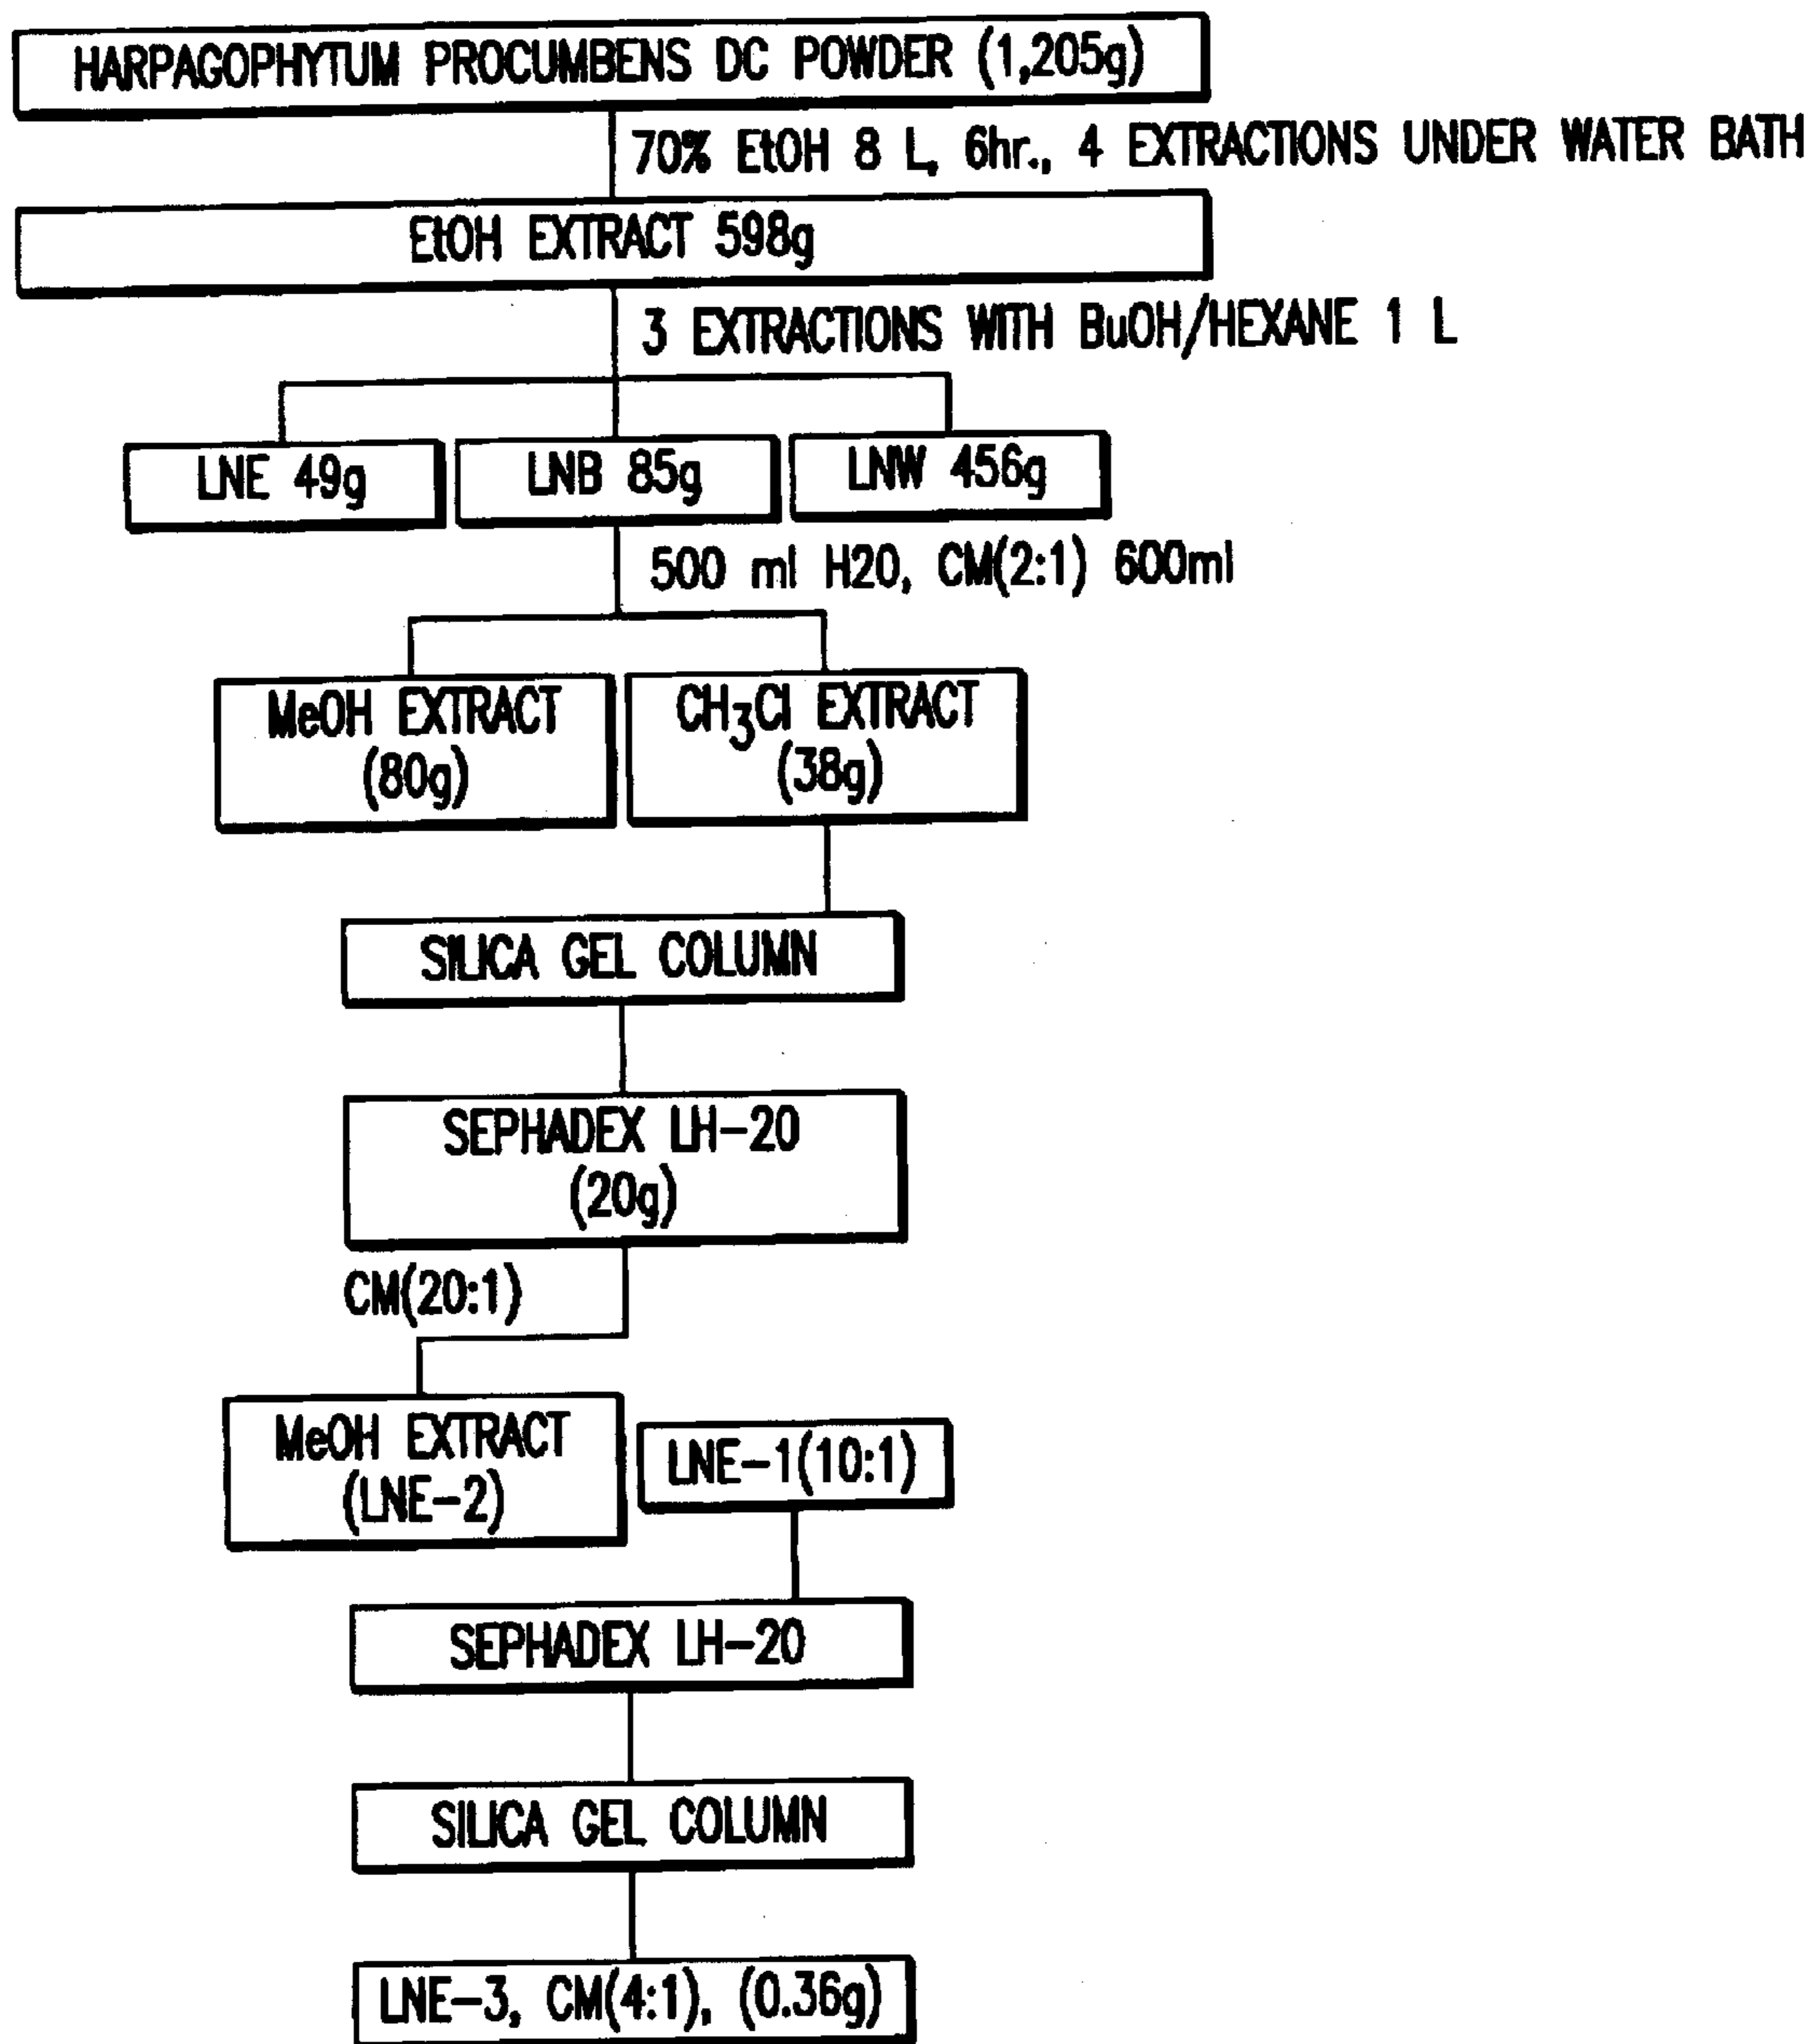 HARPAGOPHYTUM PROCUMBENS DC POWDER (1,205g)
70% EtOH 8 L, 6hr., 4 EXTRACTIONS UNDER WATER BATH
EtOH EXTRACT 598g
3 EXTRACTIONS WITH BuOH/HEXANE 1 L
LNE 49g
LNB 85g
LNW 456g
500 ml H2O, CM(2:1) 600ml
MeOH EXTRACT
(80g)
CH3Cl EXTRACT
(38g)
SILICA GEL COLUMN
SEPHADEX LH-20
(20g)
CM(20:1)
MeOH EXTRACT
(LNE-2)
LNE-1(10:1)
SEPHADEX LH-20
SILICA GEL COLUMN
LNE-3, CM(4:1), (0.36g)